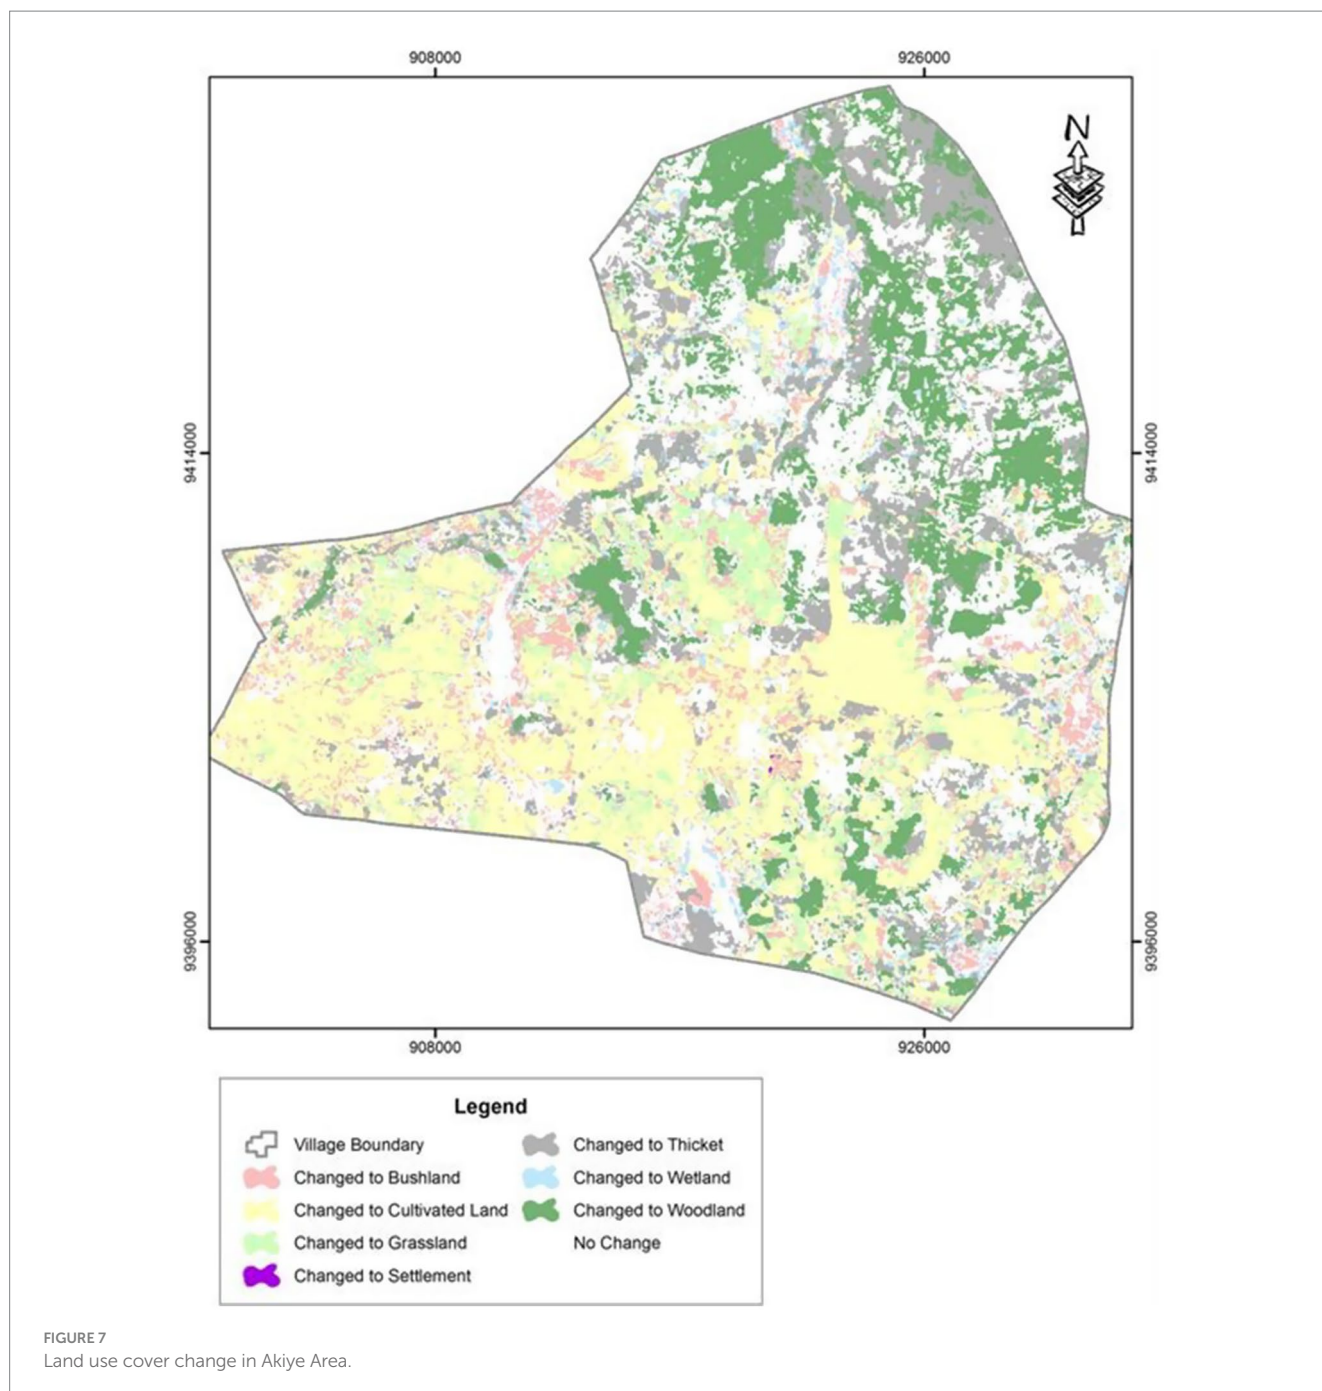 908000 926000
N
9414000 9414000
9396000 9396000
908000 926000
Legend
Village Boundary
Changed to Bushland
Changed to Cultivated Land
Changed to Grassland
Changed to Settlement
Changed to Thicket
Changed to Wetland
Changed to Woodland
No Change
FIGURE 7
Land use cover change in Akiye Area.